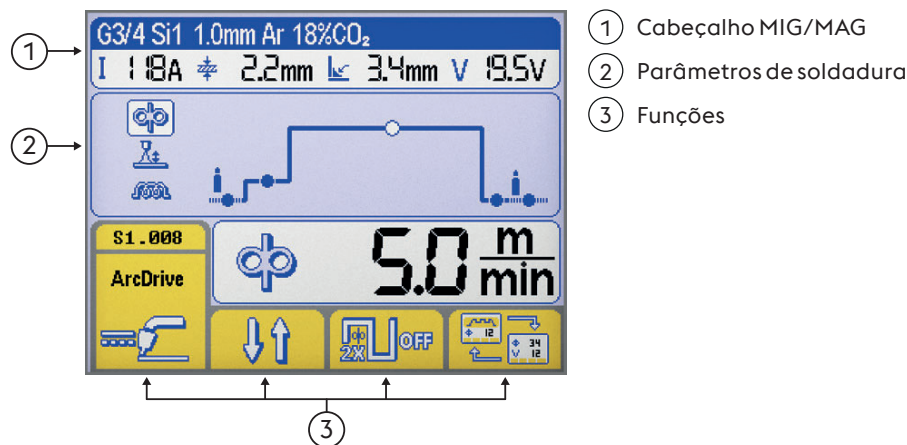 G3/4 Si1 1.0mm Ar 18%CO₂
I 118A 2.2mm 3.4mm V 19.5V
S1.008
ArcDrive
5.0 m/min
2X OFF
12
34
V 12
1
2
3
1 Cabeçalho MIG/MAG
2 Parâmetros de soldadura
3 Funções